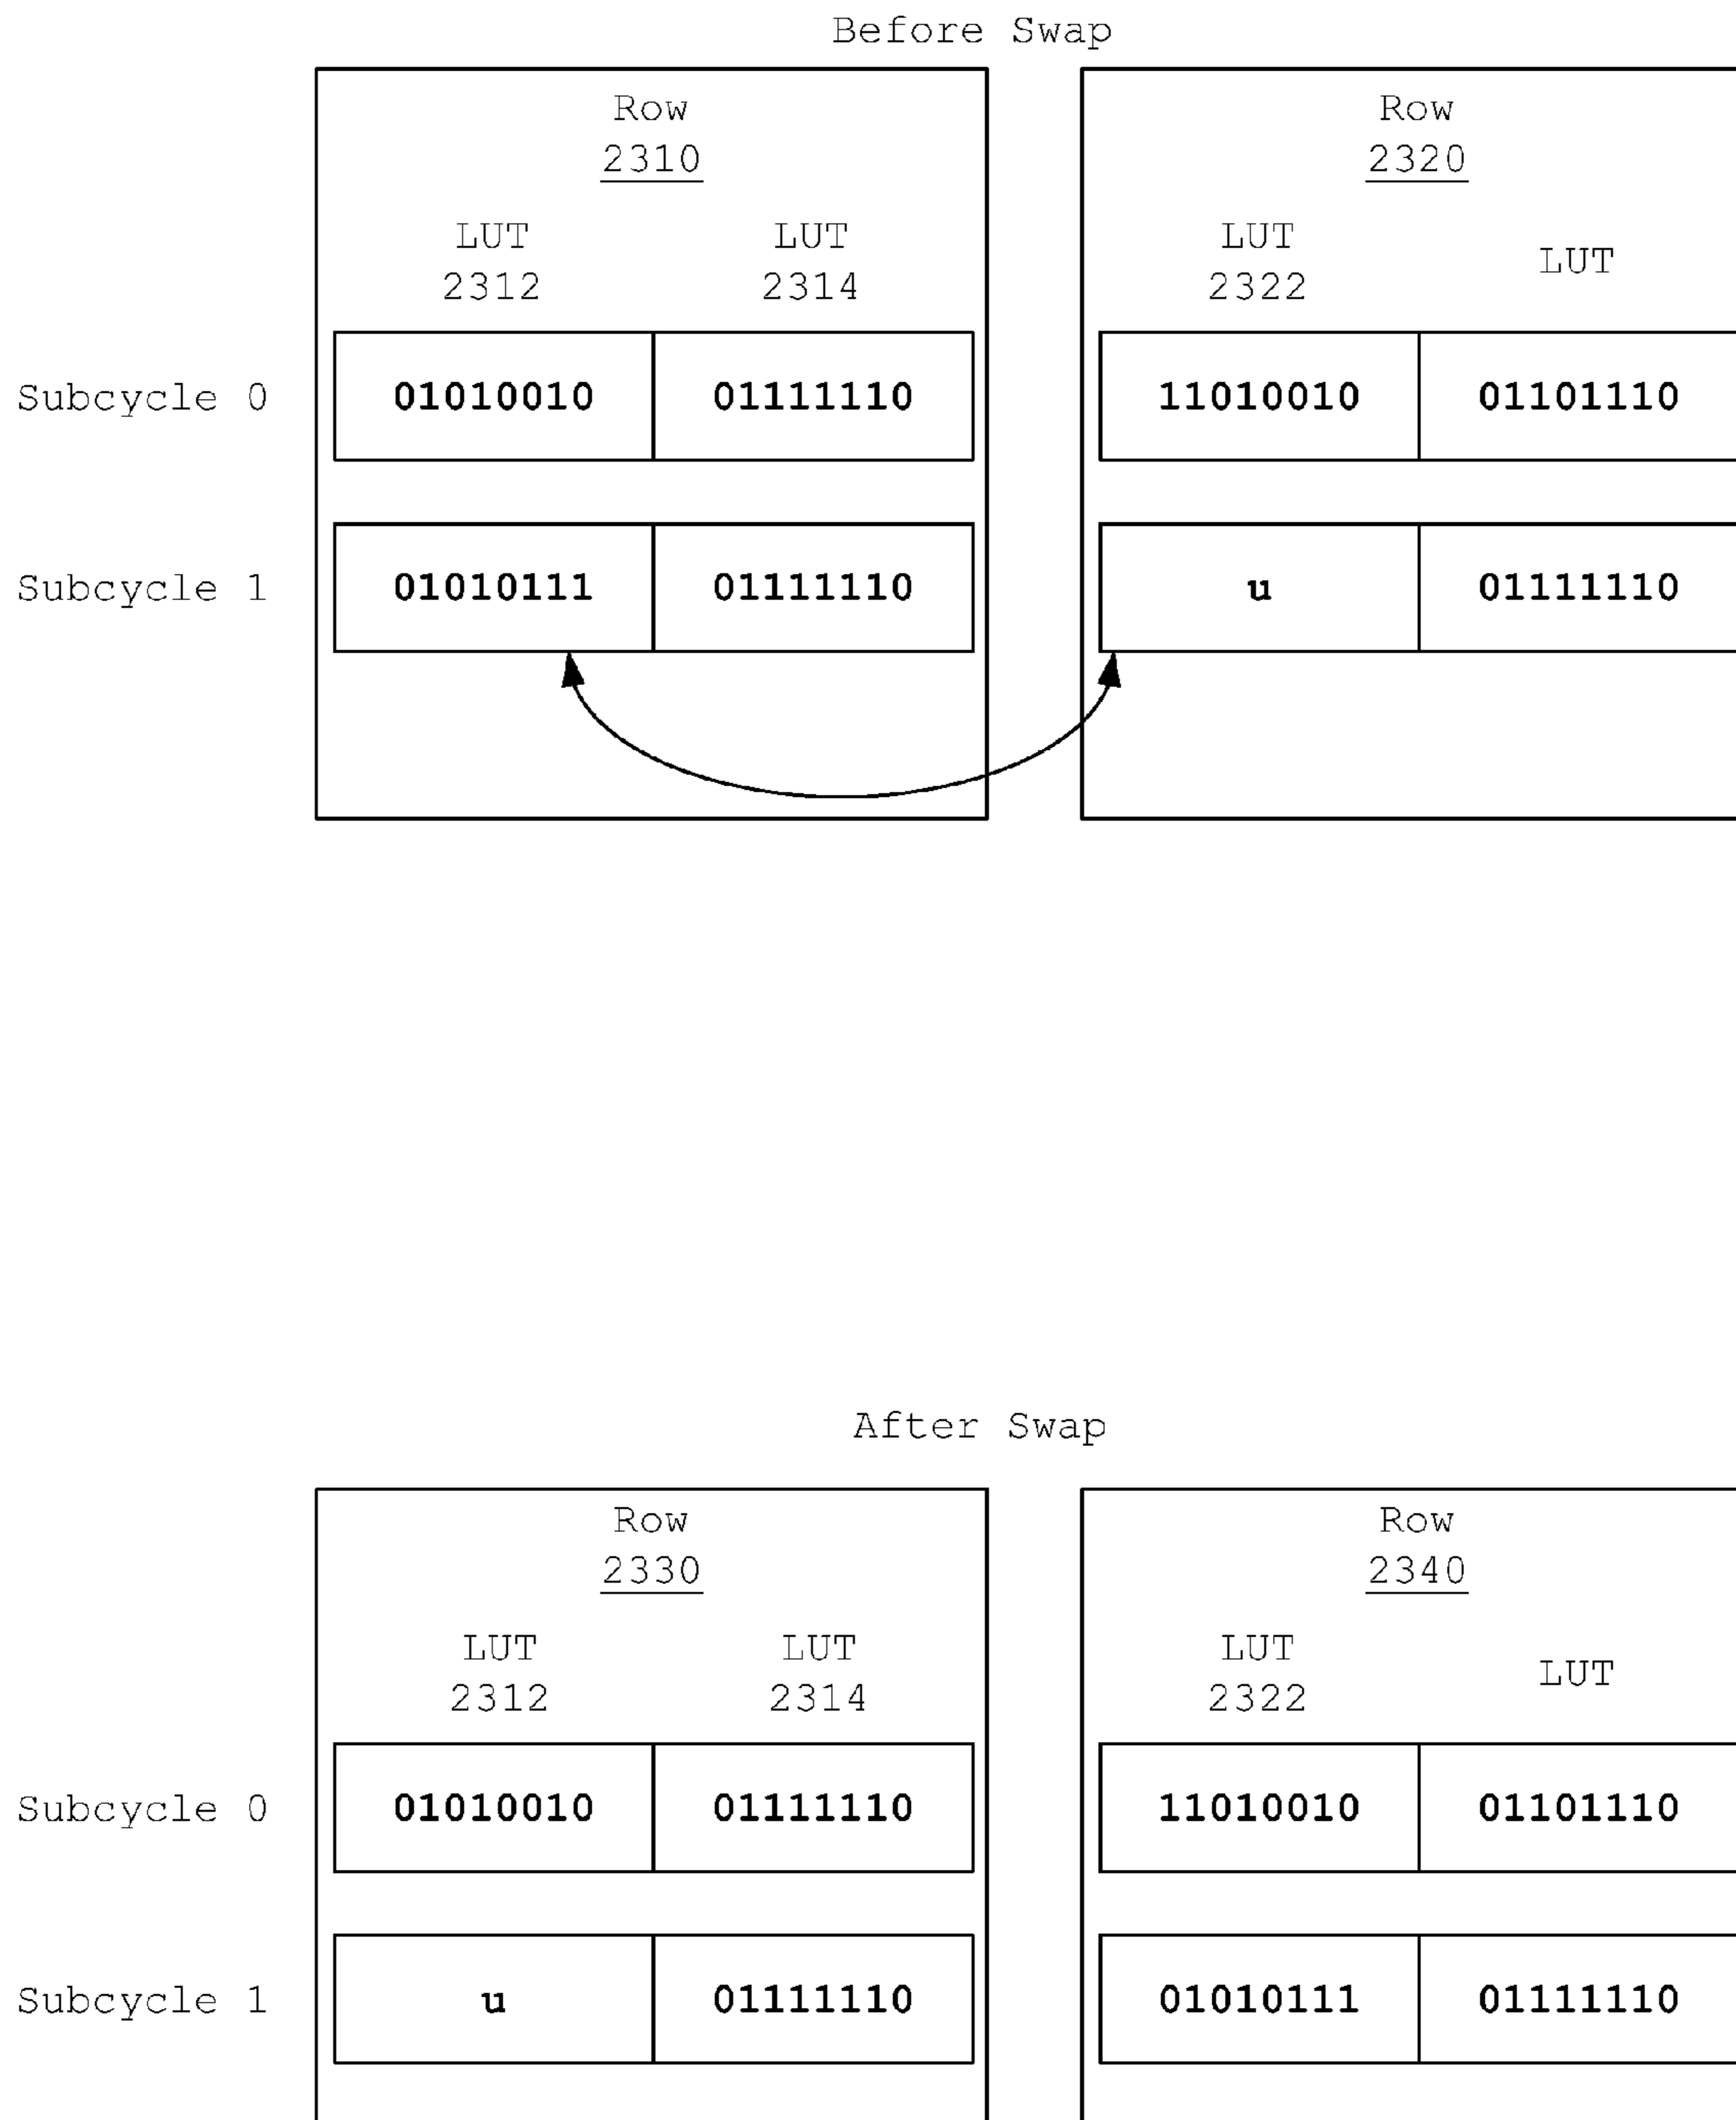 Before Swap
Row Row
2310 2320
LUT LUT LUT LUT
2312 2314 2322
Subcycle 0 01010010 01111110 11010010 01101110
Subcycle 1 01010111 01111110 u 01111110
After Swap
Row Row
2330 2340
LUT LUT LUT LUT
2312 2314 2322
Subcycle 0 01010010 01111110 11010010 01101110
Subcycle 1 u 01111110 01010111 01111110